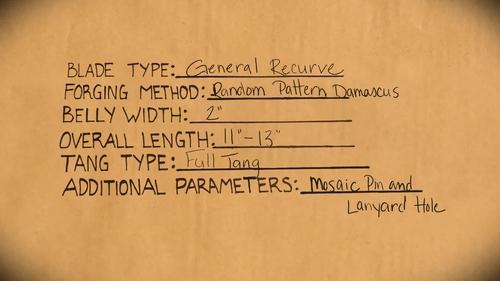 BLADE TYPE: General Recurve
FORGING METHOD: Random Pattern Damascus
BELLY WIDTH: 2"
OVERALL LENGTH: 11"-13"
TANG TYPE: Full Tang
ADDITIONAL PARAMETERS: Mosaic Pin and
Lanyard Hole